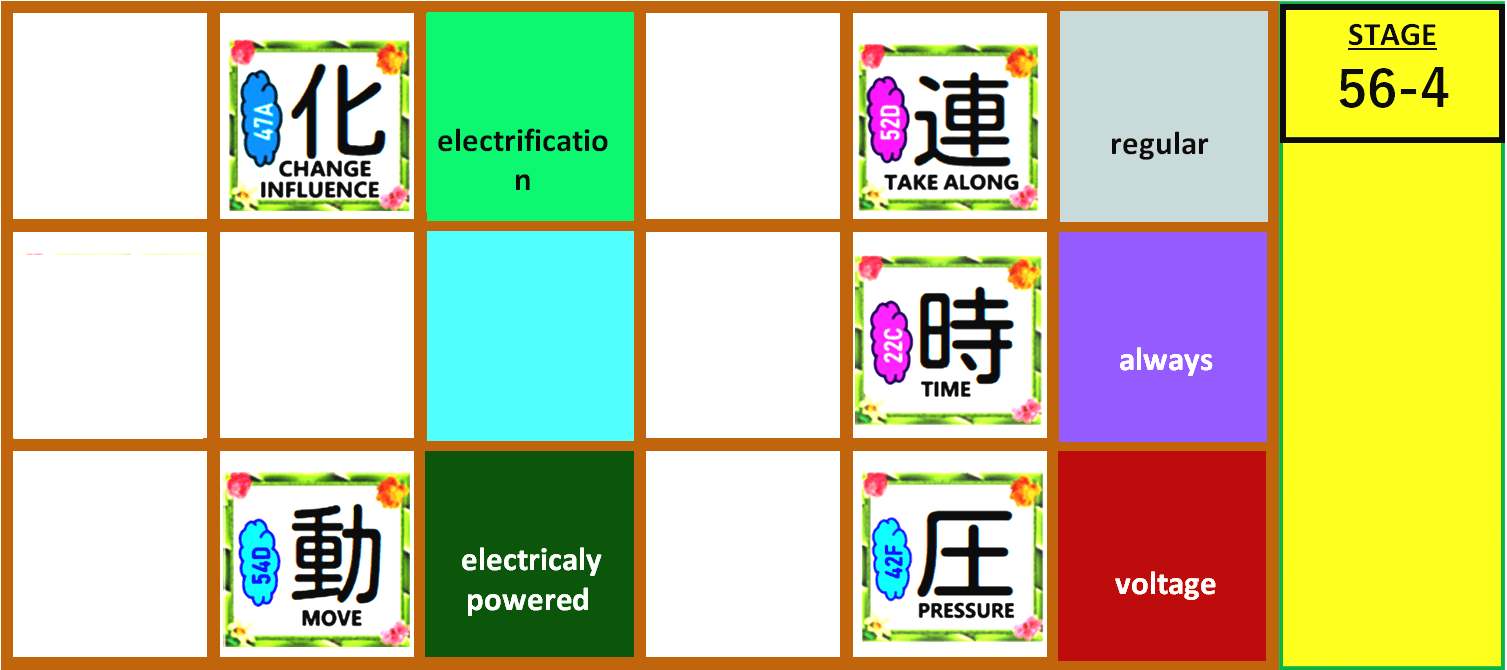 47A
化
CHANGE
INFLUENCE
electrificatio
n
52D
連
TAKE ALONG
regular
STAGE
56-4
22C
時
TIME
always
54D
動
MOVE
electricaly
powered
42F
圧
PRESSURE
voltage